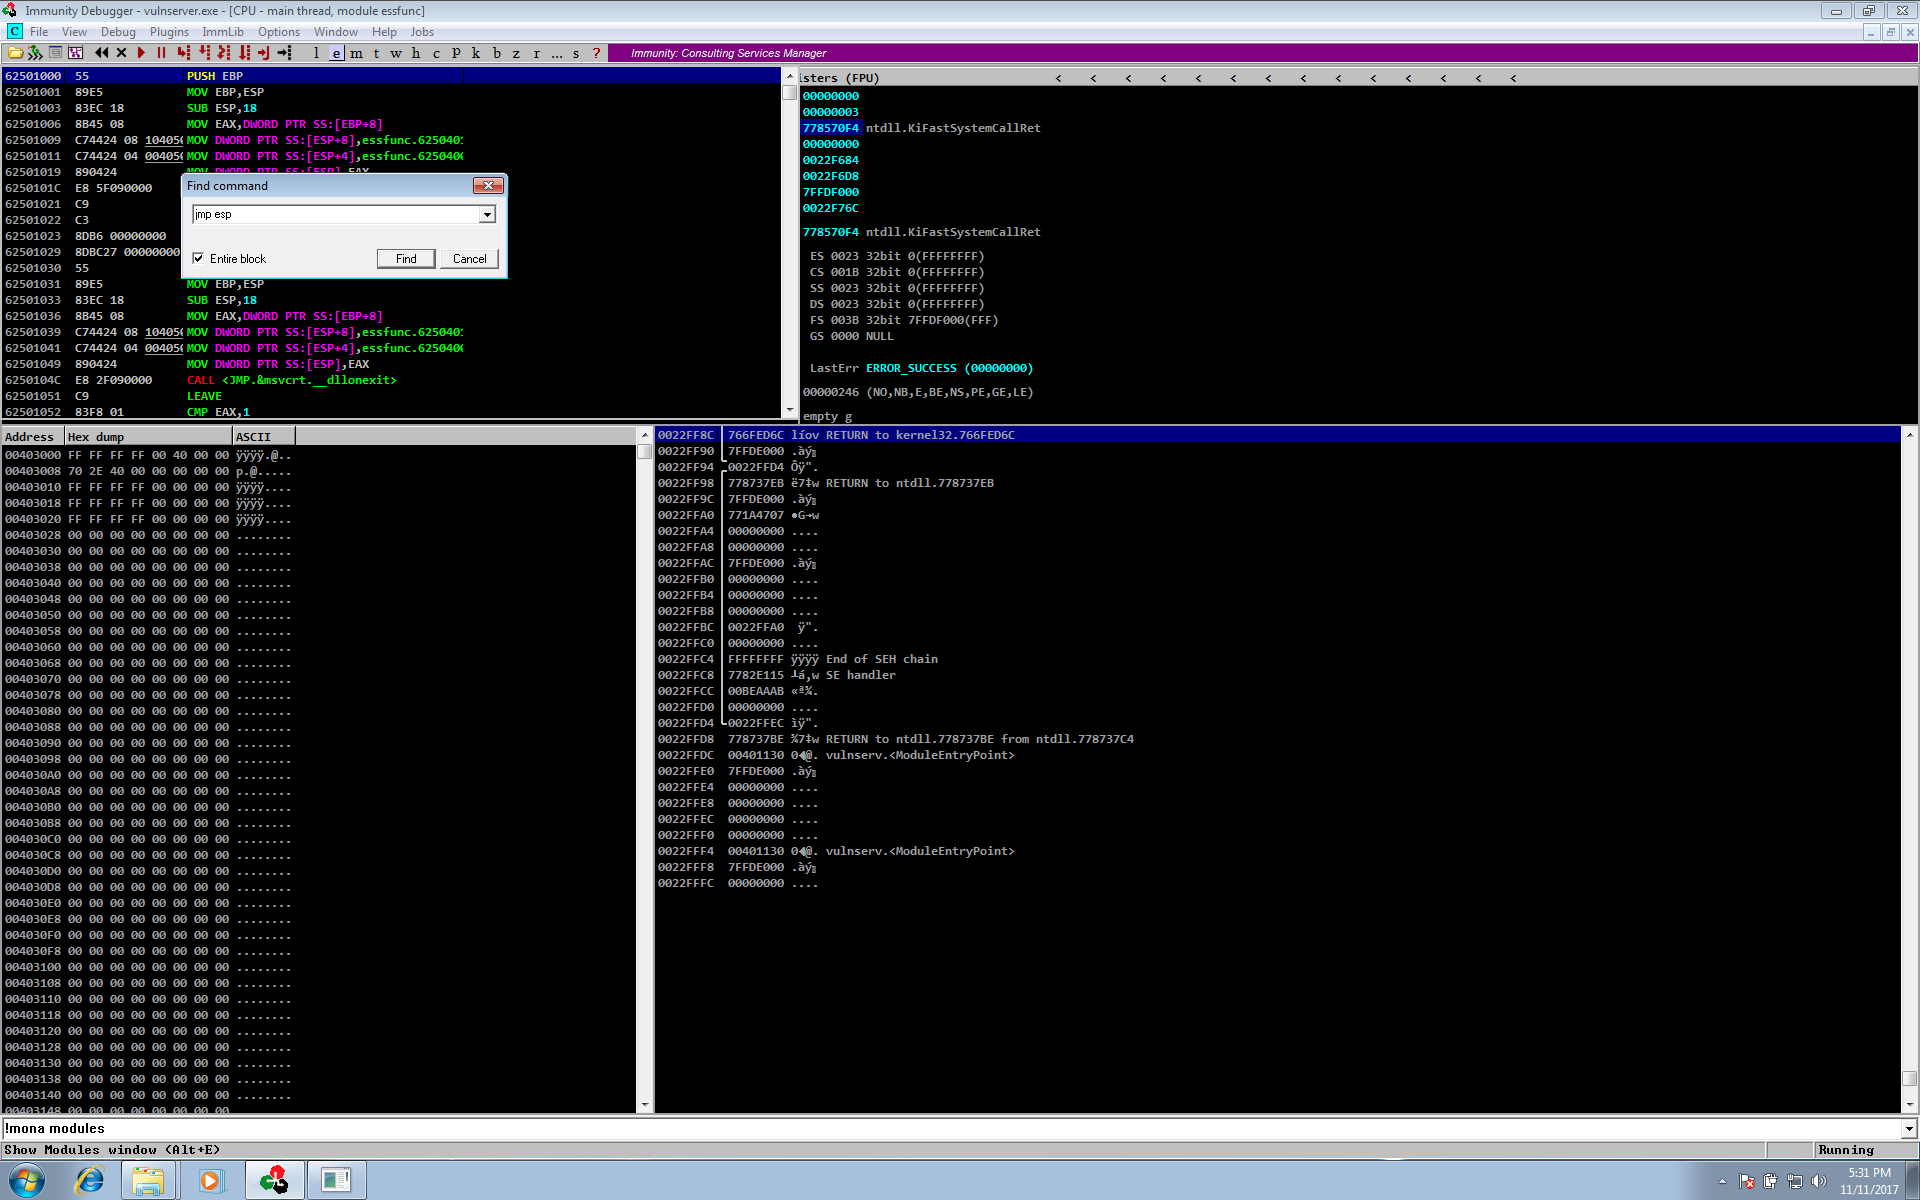 Immunity Debugger - vulnserver.exe - [CPU - main thread, module essfunc]
C File View Debug Plugins ImmLib Options Window Help Jobs
l e m t w h c P k b z r ... s ? Immunity: Consulting Services Manager
62501000 55 PUSH EBP
62501001 89E5 MOV EBP,ESP
62501003 83EC 18 SUB ESP,18
62501006 8B45 08 MOV EAX,DWORD PTR SS:[EBP+8]
62501009 C74424 08 104050 MOV DWORD PTR SS:[ESP+8],essfunc.6250401
62501011 C74424 04 004050 MOV DWORD PTR SS:[ESP+4],essfunc.6250400
62501019 890424 MOV DWORD PTR SS:[ESP],EAX
6250101C E8 5F090000
62501021 C9
62501022 C3
62501023 8DB6 00000000
62501029 8DBC27 00000000
62501030 55
62501031 89E5 MOV EBP,ESP
62501033 83EC 18 SUB ESP,18
62501036 8B45 08 MOV EAX,DWORD PTR SS:[EBP+8]
62501039 C74424 08 104050 MOV DWORD PTR SS:[ESP+8],essfunc.6250401
62501041 C74424 04 004050 MOV DWORD PTR SS:[ESP+4],essfunc.6250400
62501049 890424 MOV DWORD PTR SS:[ESP],EAX
6250104C E8 2F090000 CALL <JMP.&msvcrt.__dllonexit>
62501051 C9 LEAVE
62501052 83F8 01 CMP EAX,1
Find command
jmp esp
Entire block
Find Cancel
isters (FPU) < < < < < < < < < < < < < <
00000000
00000003
778570F4 ntdll.KiFastSystemCallRet
00000000
0022F684
0022F6D8
7FFDF000
0022F76C
778570F4 ntdll.KiFastSystemCallRet
ES 0023 32bit 0(FFFFFFFF)
CS 001B 32bit 0(FFFFFFFF)
SS 0023 32bit 0(FFFFFFFF)
DS 0023 32bit 0(FFFFFFFF)
FS 003B 32bit 7FFDF000(FFF)
GS 0000 NULL
LastErr ERROR_SUCCESS (00000000)
00000246 (NO,NB,E,BE,NS,PE,GE,LE)
empty g
Address Hex dump ASCII
00403000 FF FF FF FF 00 40 00 00 ÿÿÿÿ.@..
00403008 70 2E 40 00 00 00 00 00 p.@.....
00403010 FF FF FF FF 00 00 00 00 ÿÿÿÿ....
00403018 FF FF FF FF 00 00 00 00 ÿÿÿÿ....
00403020 FF FF FF FF 00 00 00 00 ÿÿÿÿ....
00403028 00 00 00 00 00 00 00 00 ........
00403030 00 00 00 00 00 00 00 00 ........
00403038 00 00 00 00 00 00 00 00 ........
00403040 00 00 00 00 00 00 00 00 ........
00403048 00 00 00 00 00 00 00 00 ........
00403050 00 00 00 00 00 00 00 00 ........
00403058 00 00 00 00 00 00 00 00 ........
00403060 00 00 00 00 00 00 00 00 ........
00403068 00 00 00 00 00 00 00 00 ........
00403070 00 00 00 00 00 00 00 00 ........
00403078 00 00 00 00 00 00 00 00 ........
00403080 00 00 00 00 00 00 00 00 ........
00403088 00 00 00 00 00 00 00 00 ........
00403090 00 00 00 00 00 00 00 00 ........
00403098 00 00 00 00 00 00 00 00 ........
004030A0 00 00 00 00 00 00 00 00 ........
004030A8 00 00 00 00 00 00 00 00 ........
004030B0 00 00 00 00 00 00 00 00 ........
004030B8 00 00 00 00 00 00 00 00 ........
004030C0 00 00 00 00 00 00 00 00 ........
004030C8 00 00 00 00 00 00 00 00 ........
004030D0 00 00 00 00 00 00 00 00 ........
004030D8 00 00 00 00 00 00 00 00 ........
004030E0 00 00 00 00 00 00 00 00 ........
004030E8 00 00 00 00 00 00 00 00 ........
004030F0 00 00 00 00 00 00 00 00 ........
004030F8 00 00 00 00 00 00 00 00 ........
00403100 00 00 00 00 00 00 00 00 ........
00403108 00 00 00 00 00 00 00 00 ........
00403110 00 00 00 00 00 00 00 00 ........
00403118 00 00 00 00 00 00 00 00 ........
00403120 00 00 00 00 00 00 00 00 ........
00403128 00 00 00 00 00 00 00 00 ........
00403130 00 00 00 00 00 00 00 00 ........
00403138 00 00 00 00 00 00 00 00 ........
00403140 00 00 00 00 00 00 00 00 ........
00403148 00 00 00 00 00 00 00 00
0022FF8C 766FED6C líov RETURN to kernel32.766FED6C
0022FF90 7FFDE000 .àý
0022FF94 0022FFD4 Ôÿ".
0022FF98 778737EB ë7‡w RETURN to ntdll.778737EB
0022FF9C 7FFDE000 .àý
0022FFA0 771A4707 •G→w
0022FFA4 00000000 ....
0022FFA8 00000000 ....
0022FFAC 7FFDE000 .àý
0022FFB0 00000000 ....
0022FFB4 00000000 ....
0022FFB8 00000000 ....
0022FFBC 0022FFA0 ÿ".
0022FFC0 00000000 ....
0022FFC4 FFFFFFFF ÿÿÿÿ End of SEH chain
0022FFC8 7782E115 ┴á‚w SE handler
0022FFCC 00BEAAAB «ª¾.
0022FFD0 00000000 ....
0022FFD4 0022FFEC ìÿ".
0022FFD8 778737BE ¾7‡w RETURN to ntdll.778737BE from ntdll.778737C4
0022FFDC 00401130 0◄@. vulnserv.<ModuleEntryPoint>
0022FFE0 7FFDE000 .àý
0022FFE4 00000000 ....
0022FFE8 00000000 ....
0022FFEC 00000000 ....
0022FFF0 00000000 ....
0022FFF4 00401130 0◄@. vulnserv.<ModuleEntryPoint>
0022FFF8 7FFDE000 .àý
0022FFFC 00000000 ....
!mona modules
Show Modules window (Alt+E) Running
5:31 PM
11/11/2017